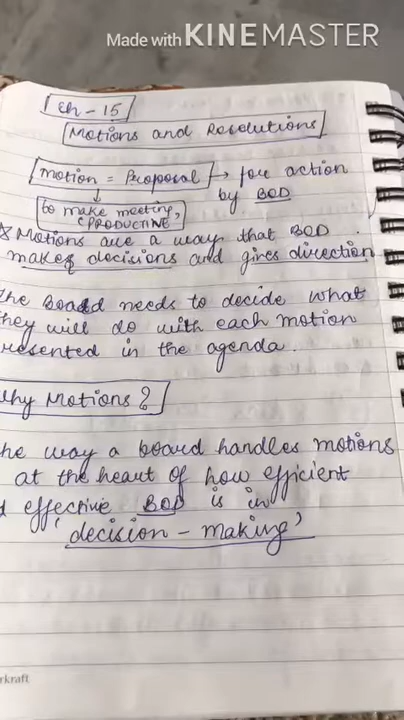 Made with KINEMASTER
Ch - 15
Motions and Resolutions
Motion = Proposal → for action
by BOD
to make meeting,
PRODUCTIVE
* Motions are a way that BOD
makes decisions and gives direction
he Board needs to decide what
hey will do with each motion
resented in the agenda.
hy Motions ?
he way a board handles motions
at the heart of how efficient
effective BOD is in
'decision - making'
rkraft